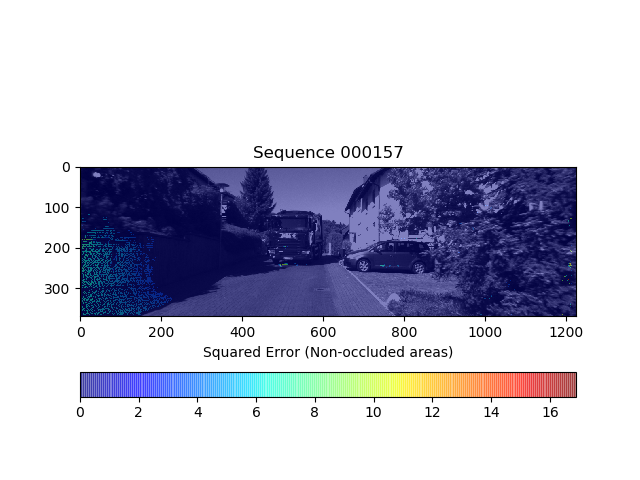 Sequence 000157
0
100
200
300
0 200 400 600 800 1000 1200
Squared Error (Non-occluded areas)
0 2 4 6 8 10 12 14 16